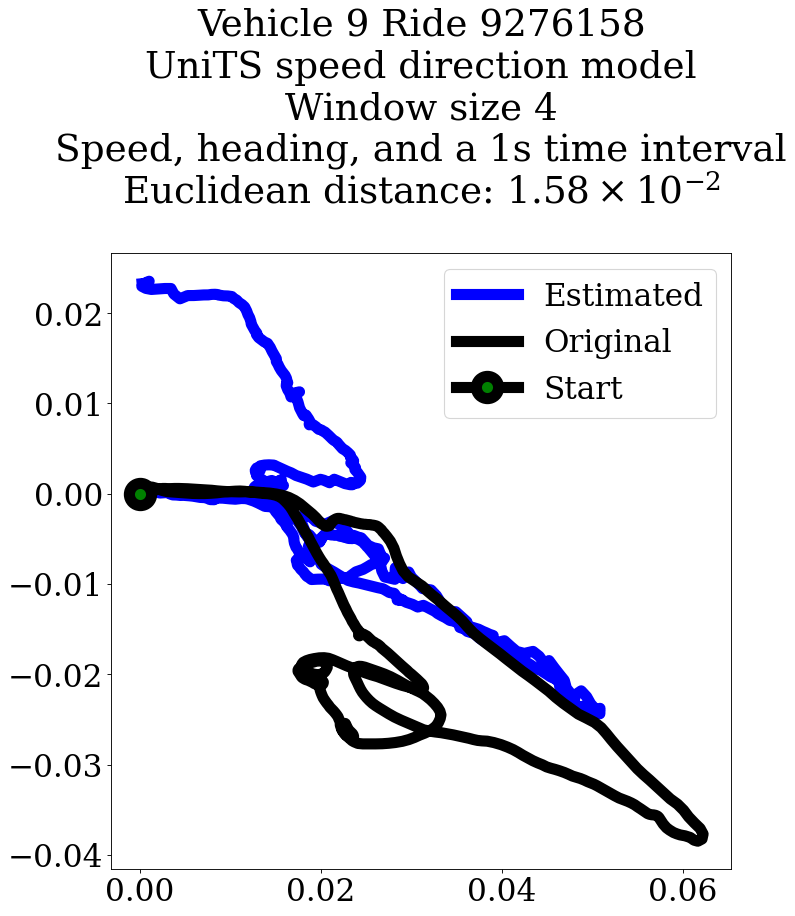 Vehicle 9 Ride 9276158
UniTS speed direction model
Window size 4
Speed, heading, and a 1s time interval
Euclidean distance: 1.58 × 10⁻²
Estimated
Original
Start
0.02
0.01
0.00
−0.01
−0.02
−0.03
−0.04
0.00 0.02 0.04 0.06